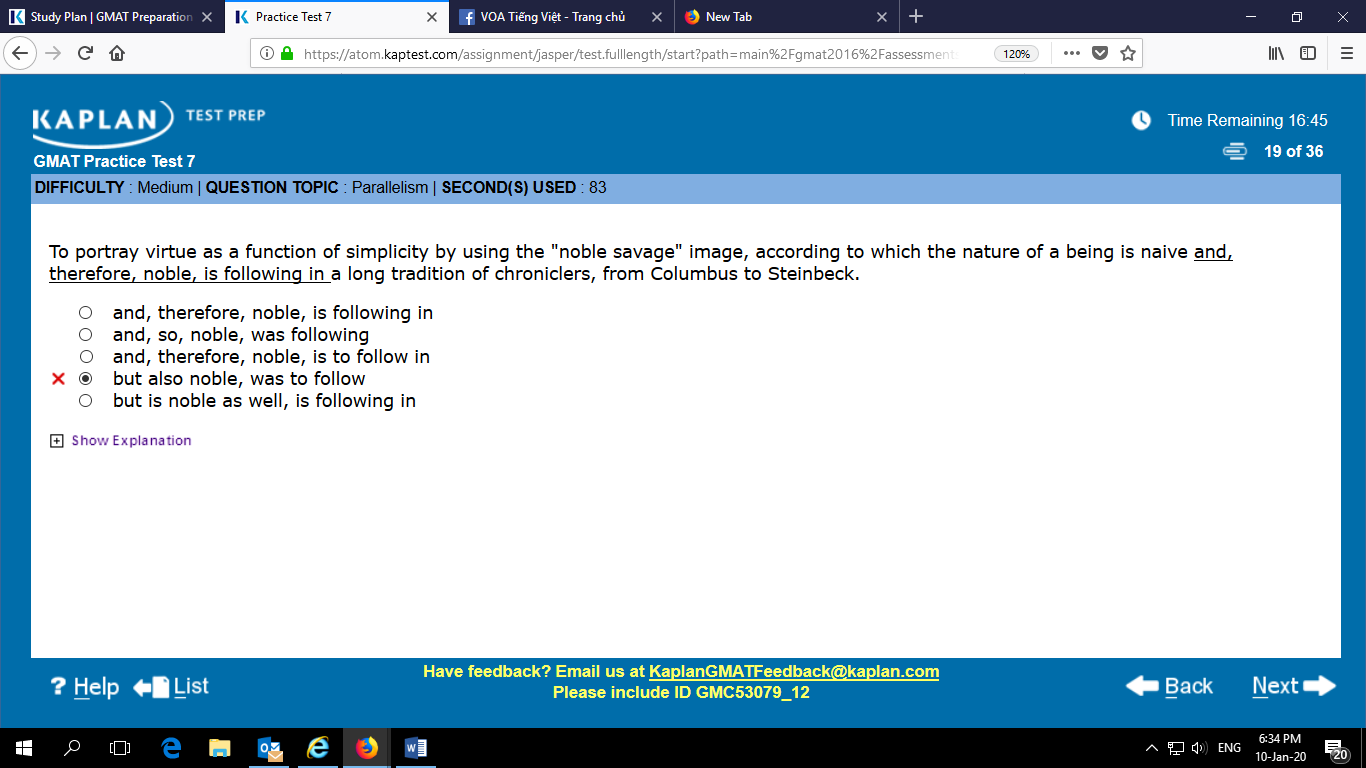 Study Plan | GMAT Preparation
Practice Test 7
VOA Tiếng Việt - Trang chủ
New Tab
https://atom.kaptest.com/assignment/jasper/test.fulllength/start?path=main%2Fgmat2016%2Fassessment
120%
KAPLAN TEST PREP
Time Remaining 16:45
GMAT Practice Test 7
19 of 36
DIFFICULTY : Medium | QUESTION TOPIC : Parallelism | SECOND(S) USED : 83
To portray virtue as a function of simplicity by using the "noble savage" image, according to which the nature of a being is naive and,
therefore, noble, is following in a long tradition of chroniclers, from Columbus to Steinbeck.
and, therefore, noble, is following in
and, so, noble, was following
and, therefore, noble, is to follow in
but also noble, was to follow
but is noble as well, is following in
Show Explanation
Have feedback? Email us at KaplanGMATFeedback@kaplan.com
Please include ID GMC53079_12
? Help
List
Back
Next
ENG
6:34 PM
10-Jan-20
20